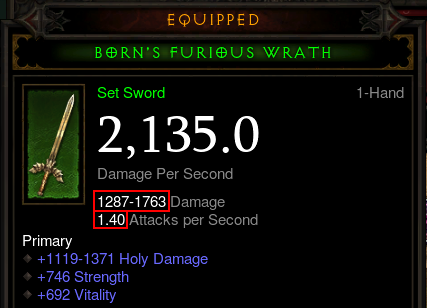 EQUIPPED
BORN'S FURIOUS WRATH
Set Sword 1-Hand
2,135.0
Damage Per Second
1287-1763 Damage
1.40 Attacks per Second
Primary
+1119-1371 Holy Damage
+746 Strength
+692 Vitality